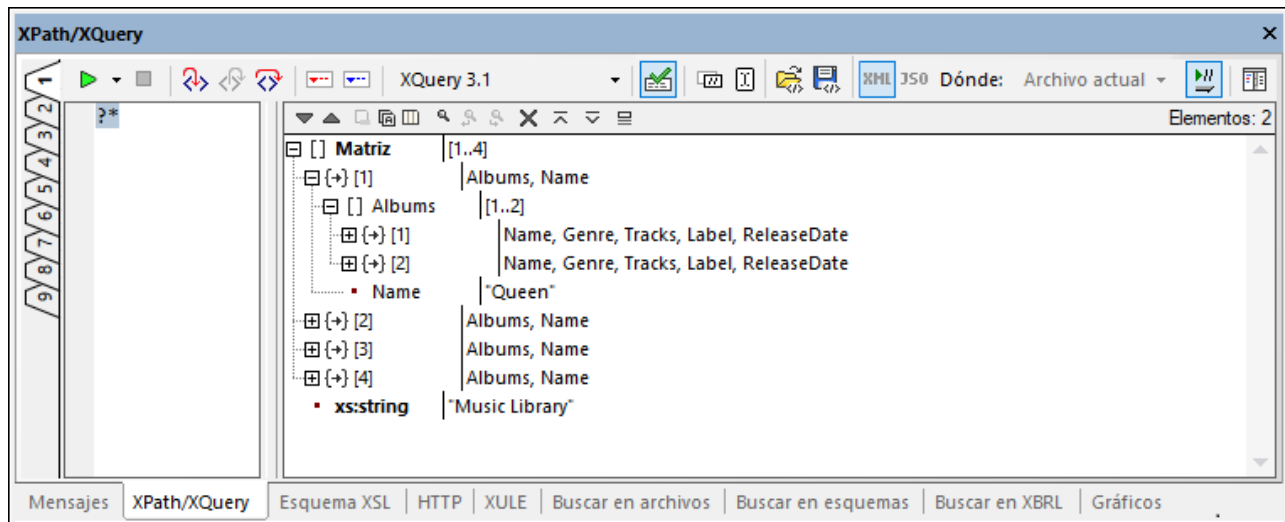 XPath/XQuery
XQuery 3.1 XML JSO Dónde: Archivo actual
1 2 3 4 5 6 7 8 9
?*
Elementos: 2
[] Matriz [1..4]
{→} [1] Albums, Name
[] Albums [1..2]
{→} [1] Name, Genre, Tracks, Label, ReleaseDate
{→} [2] Name, Genre, Tracks, Label, ReleaseDate
Name "Queen"
{→} [2] Albums, Name
{→} [3] Albums, Name
{→} [4] Albums, Name
xs:string "Music Library"
Mensajes XPath/XQuery Esquema XSL HTTP XULE Buscar en archivos Buscar en esquemas Buscar en XBRL Gráficos